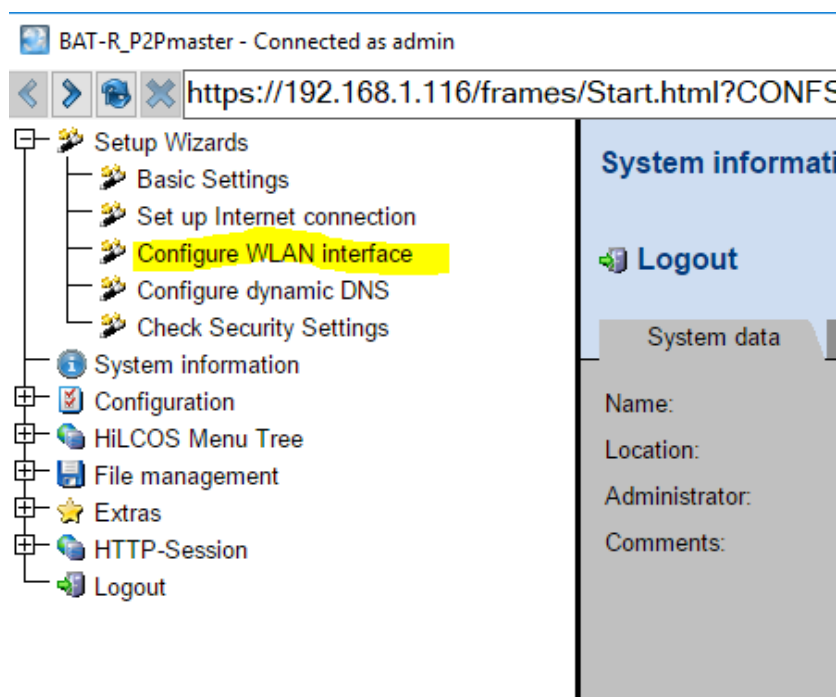 BAT-R_P2Pmaster - Connected as admin
https://192.168.1.116/frames/Start.html?CONFS
Setup Wizards
Basic Settings
Set up Internet connection
Configure WLAN interface
Configure dynamic DNS
Check Security Settings
System information
Configuration
HiLCOS Menu Tree
File management
Extras
HTTP-Session
Logout
System informati
Logout
System data
Name:
Location:
Administrator:
Comments: